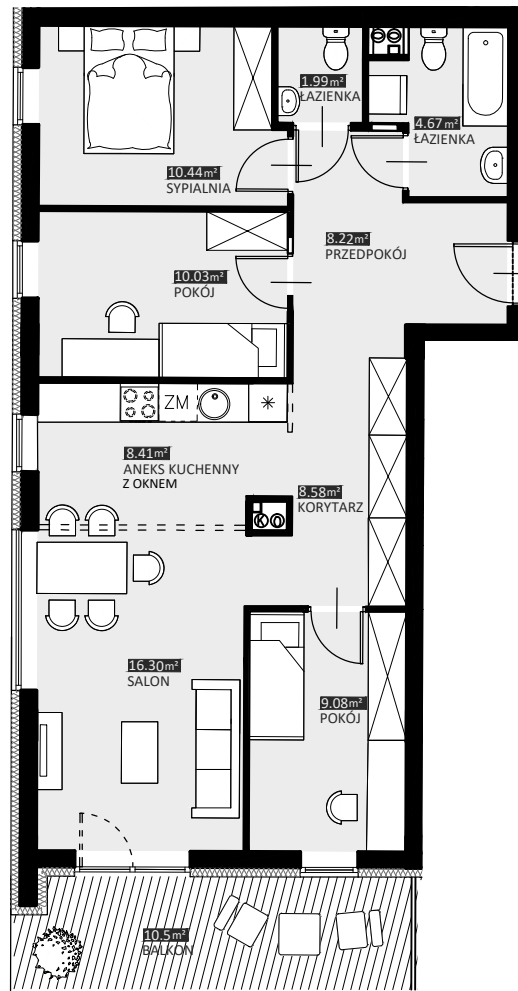 1.99m²
ŁAZIENKA
4.67m²
ŁAZIENKA
10.44m²
SYPIALNIA
8.22m²
PRZEDPOKÓJ
10.03m²
POKÓJ
ZM
8.41m²
ANEKS KUCHENNY
Z OKNEM
8.58m²
KORYTARZ
16.30m²
SALON
9.08m²
POKÓJ
10.5m²
BALKON